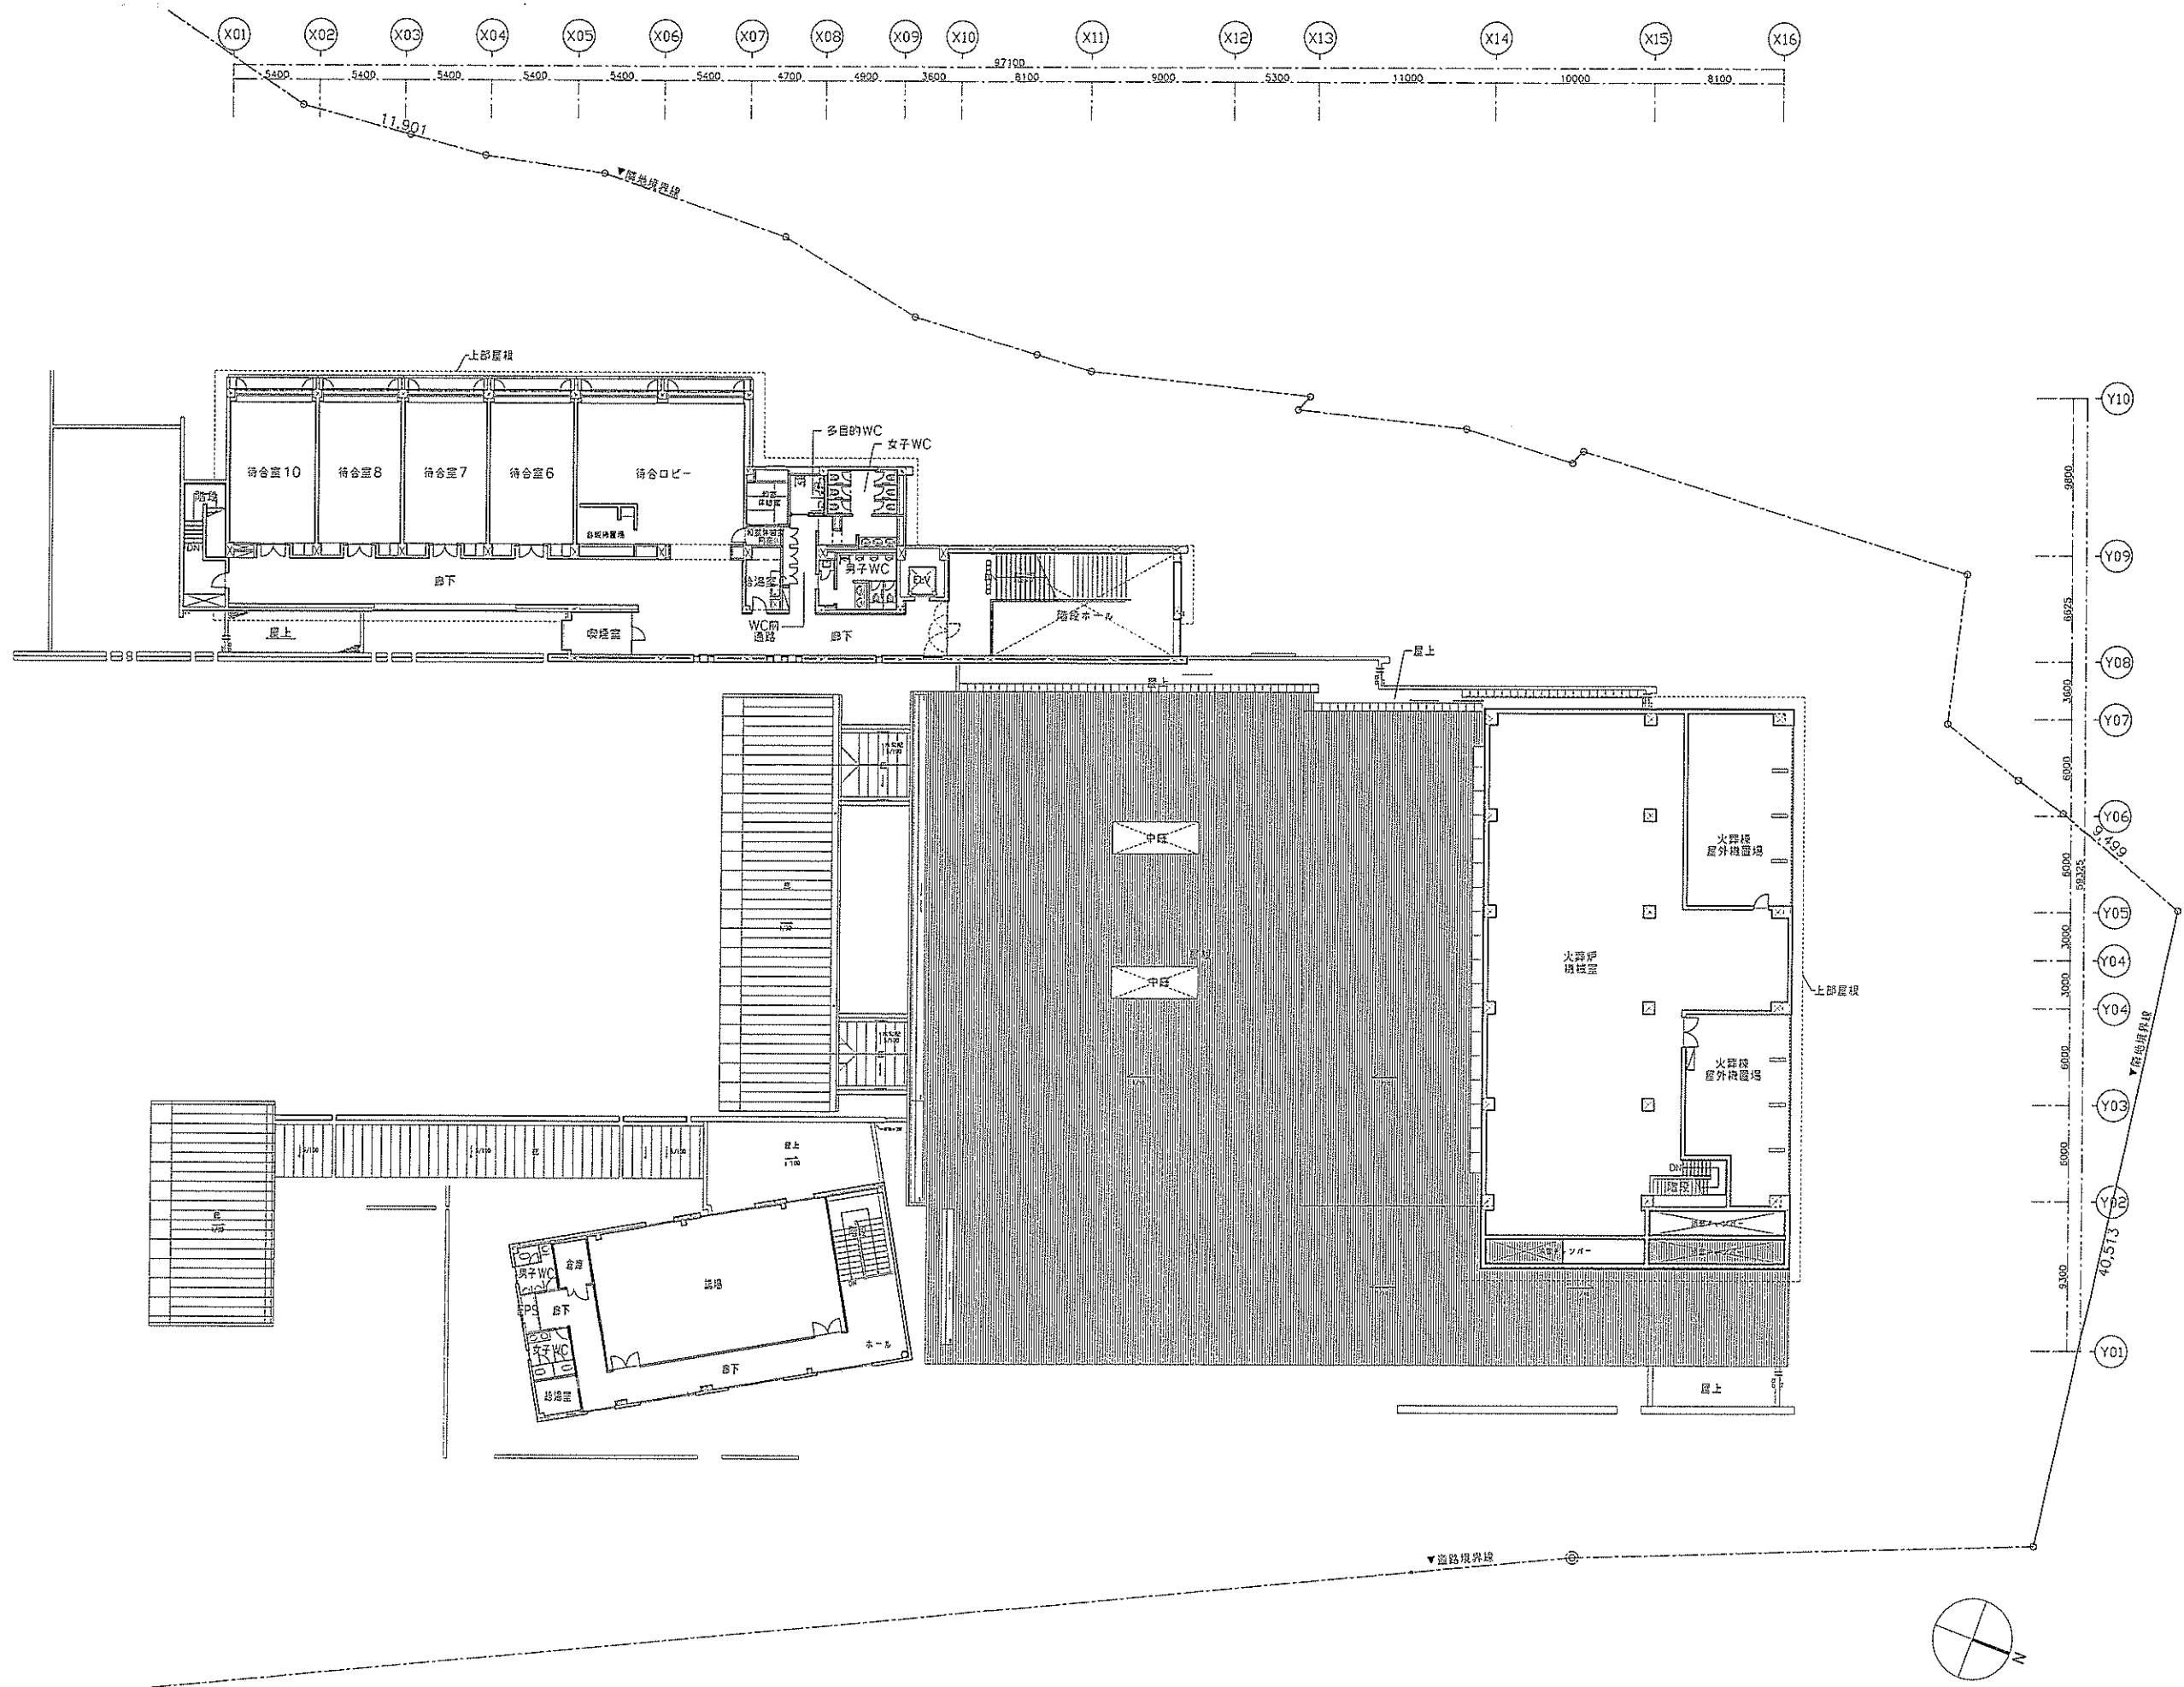 X01 X02 X03 X04 X05 X06 X07 X08 X09 X10 X11 X12 X13 X14 X15 X16
97100
5400 5400 5400 5400 5400 5400 4700 4900 3600 8100 9000 5300 11000 10000 8100
11,901
▼隣地境界線
上部屋根
多目的WC
女子WC
待合室10
待合室8
待合室7
待合室6
待合ロビー
階段
DN
廊下
男子WC
ELV
階段ホール
WC前
通路
廊下
屋上
喫煙室
屋上
屋上
中庭
中庭
火葬棟
屋外機置場
火葬炉
機械室
火葬棟
屋外機置場
上部屋根
DN
階段
屋上
屋上
男子WC
倉庫
EPS
廊下
女子WC
廊下
ホール
屋上
Y10
9800
Y09
6625
Y08
3600
Y07
6000
Y06
9,499
6000
59325
Y05
3000
Y04
3000
Y04
6000
▼隣地境界線
Y03
6000
Y02
40,513
9300
Y01
▼道路境界線
N